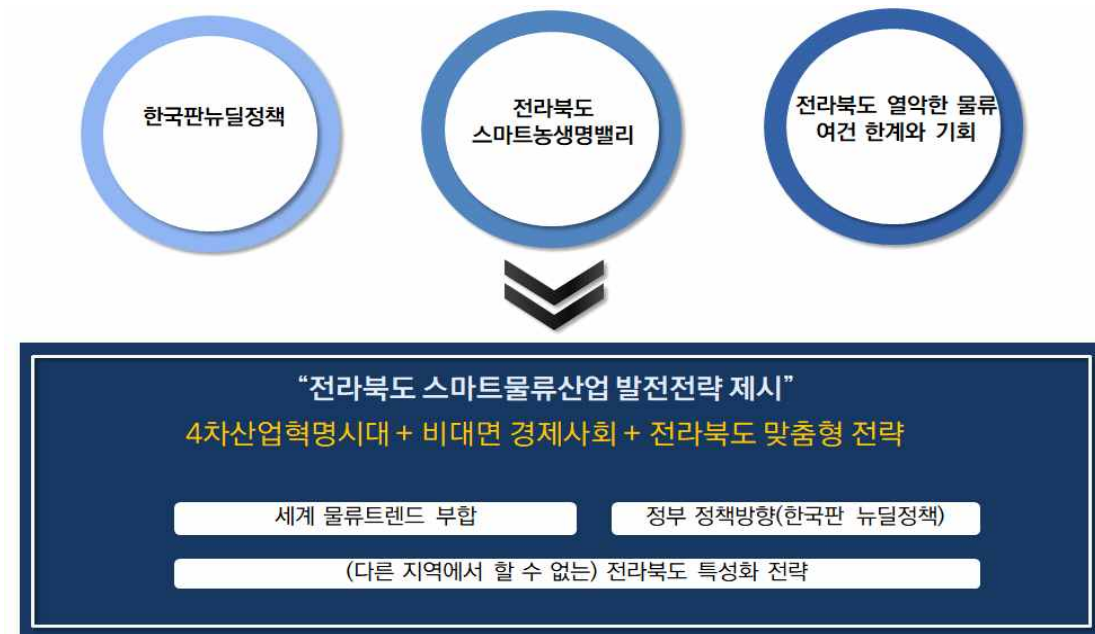 한국판뉴딜정책
전라북도
스마트농생명밸리
전라북도 열악한 물류
여건 한계와 기회
“전라북도 스마트물류산업 발전전략 제시”
4차산업혁명시대 + 비대면 경제사회 + 전라북도 맞춤형 전략
세계 물류트렌드 부합
정부 정책방향(한국판 뉴딜정책)
(다른 지역에서 할 수 없는) 전라북도 특성화 전략